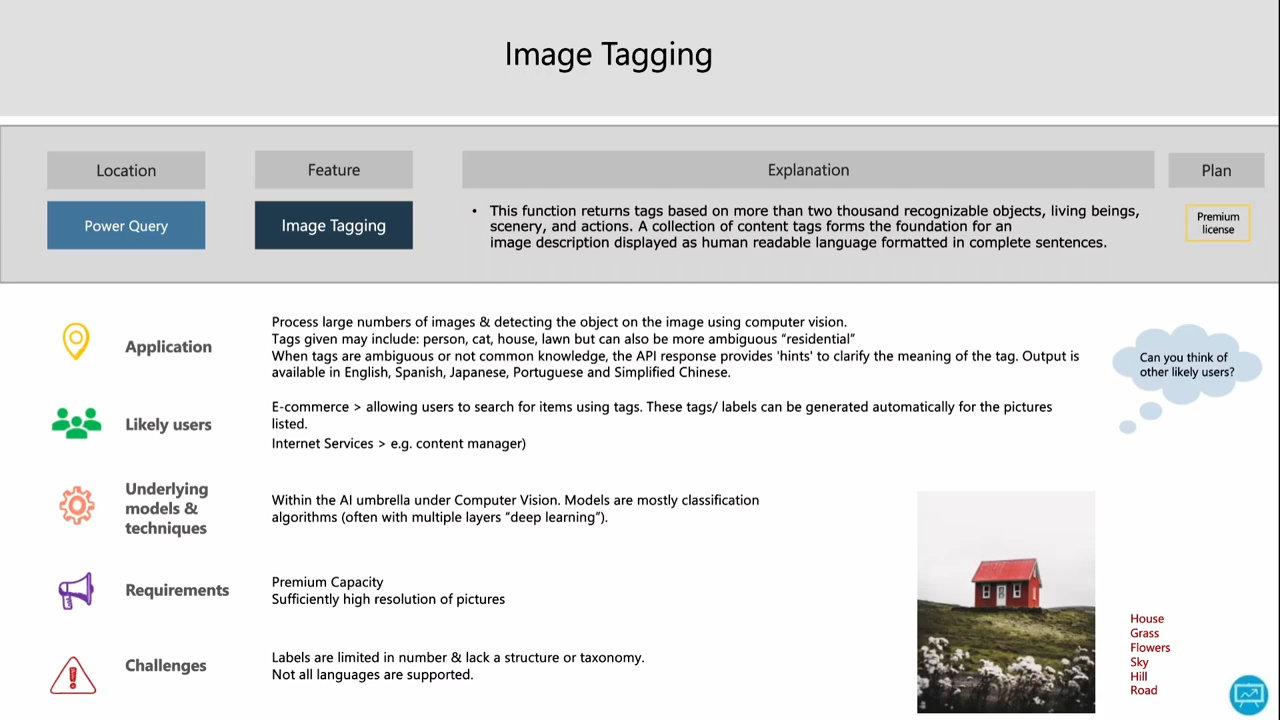 Image Tagging
Location
Feature
Explanation
Plan
Power Query
Image Tagging
• This function returns tags based on more than two thousand recognizable objects, living beings,
scenery, and actions. A collection of content tags forms the foundation for an
image description displayed as human readable language formatted in complete sentences.
Premium
license
Application
Process large numbers of images & detecting the object on the image using computer vision.
Tags given may include: person, cat, house, lawn but can also be more ambiguous “residential”
When tags are ambiguous or not common knowledge, the API response provides 'hints' to clarify the meaning of the tag. Output is
available in English, Spanish, Japanese, Portuguese and Simplified Chinese.
Can you think of
other likely users?
Likely users
E-commerce > allowing users to search for items using tags. These tags/ labels can be generated automatically for the pictures
listed.
Internet Services > e.g. content manager)
Underlying
models &
techniques
Within the AI umbrella under Computer Vision. Models are mostly classification
algorithms (often with multiple layers “deep learning”).
Requirements
Premium Capacity
Sufficiently high resolution of pictures
Challenges
Labels are limited in number & lack a structure or taxonomy.
Not all languages are supported.
House
Grass
Flowers
Sky
Hill
Road